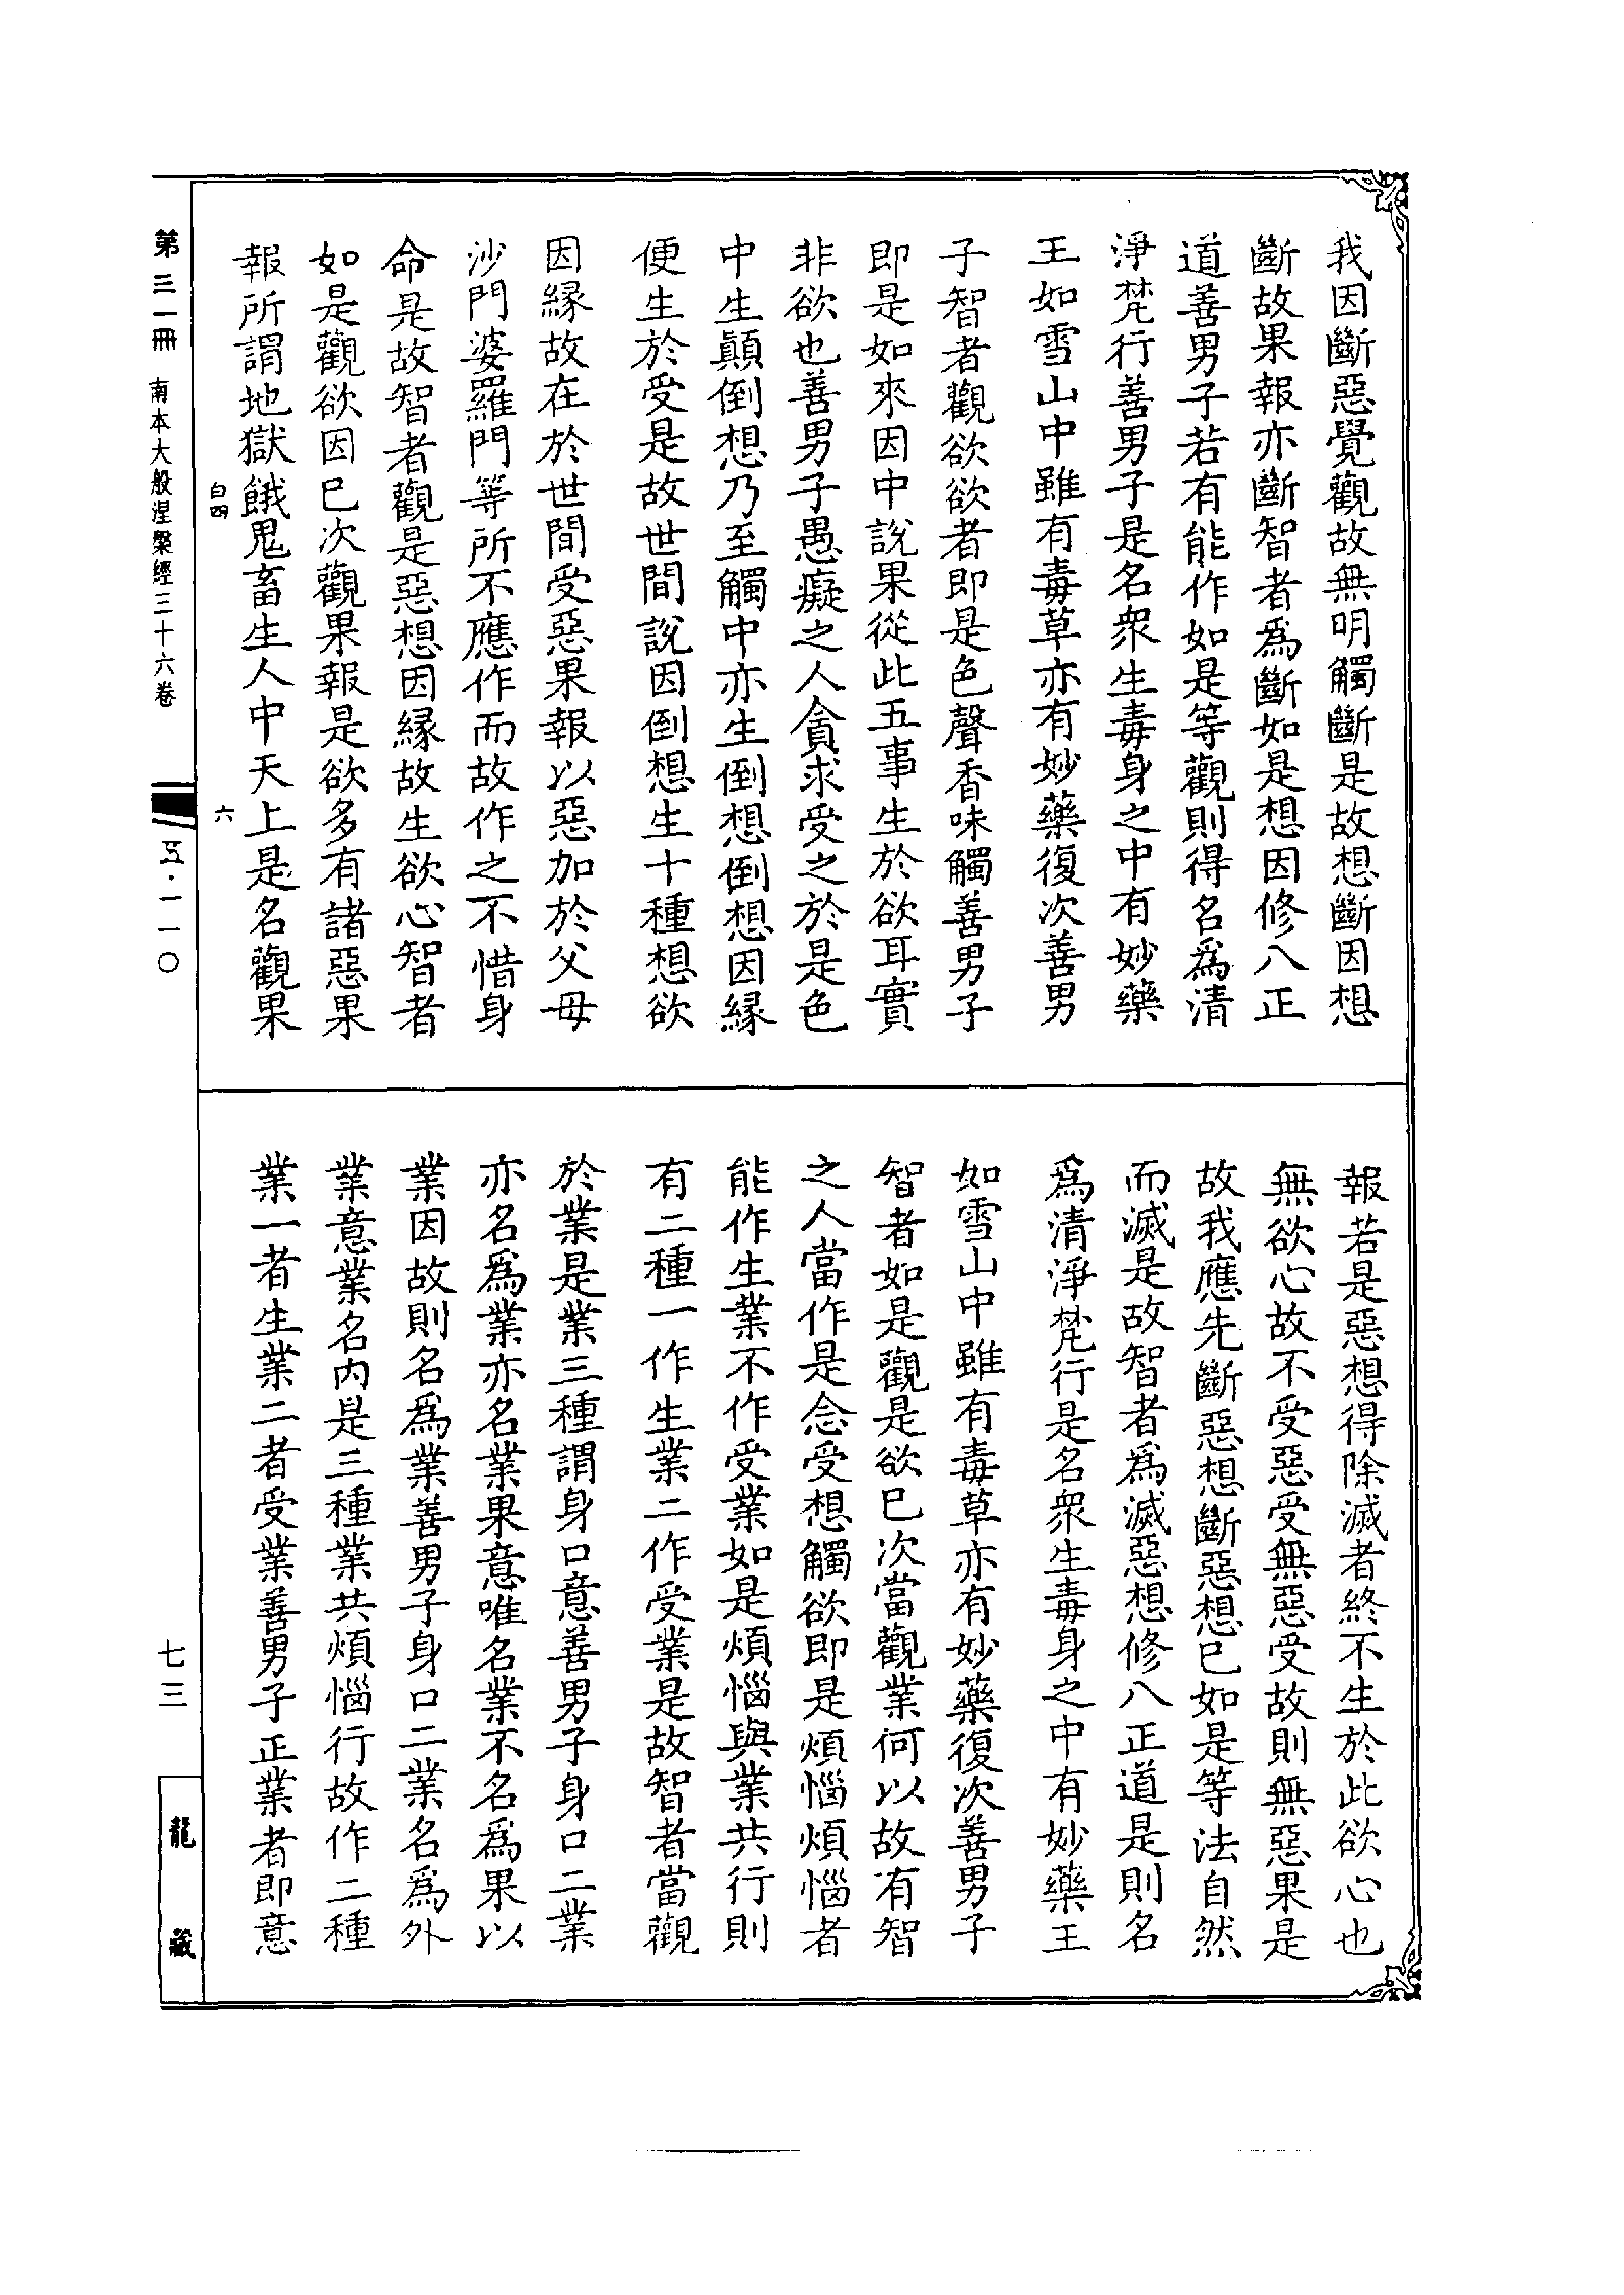 我因斷惡覺觀故無明觸斷是故想斷因想
斷故果報亦斷智者爲斷如是想因修八正
道善男子若有能作如是等觀則得名爲清
淨梵行善男子是名衆生毒身之中有妙藥
王如雪山中雖有毒草亦有妙藥復次善男
子智者觀欲欲者即是色聲香味觸善男子
即是如來因中説果從此五事生於欲耳實
非欲也善男子愚癡之人貪求受之於是色
中生顛倒想乃至觸中亦生倒想倒想因緣
便生於受是故世間説因倒想生十種想欲
因緣故在於世間受惡果報以惡加於父母
沙門婆羅門等所不應作而故作之不惜身
命是故智者觀是惡想因緣故生欲心智者
如是觀欲因巳次觀果報是欲多有諸惡果
報所謂地獄餓鬼畜生人中天上是名觀果
報若是惡想得除滅者終不生於此欲心也
無欲心故不受惡受無惡受故則無惡果是
故我應先斷惡想斷惡想巳如是等法自然
而滅是故智者爲滅惡想修八正道是則名
爲清淨梵行是名衆生毒身之中有妙藥王
如雪山中雖有毒草亦有妙藥復次善男子
智者如是觀是欲巳次當觀業何以故有智
之人當作是念受想觸欲即是煩惱煩惱者
能作生業不作受業如是煩惱與業共行則
有二種一作生業二作受業是故智者當觀
於業是業三種謂身口意善男子身口二業
亦名爲業亦名業果意唯名業不名爲果以
業因故則名爲業善男子身口二業名爲外
業意業名内是三種業共煩惱行故作二種
業一者生業二者受業善男子正業者即意
白四
六
第三一冊 南本大般涅槃經三十六卷
五·一一〇
七三
龍藏